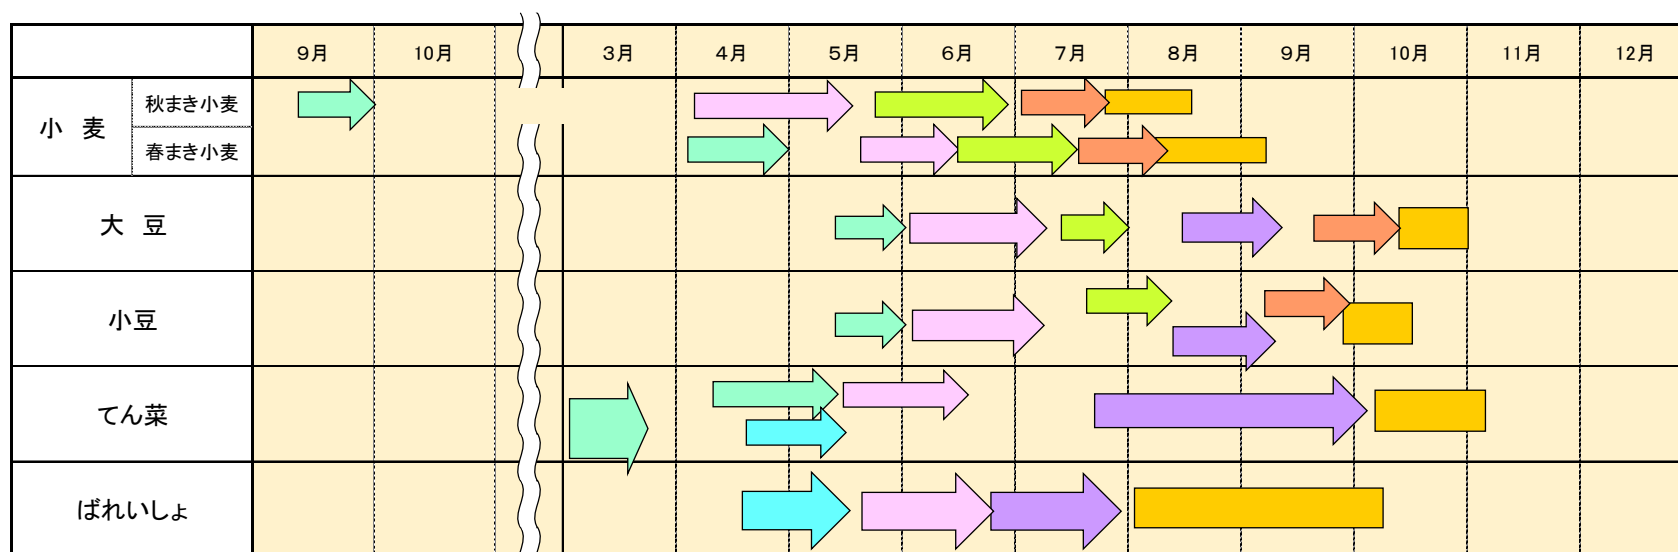 9月 10月 3月 4月 5月 6月 7月 8月 9月 10月 11月 12月
小 麦
秋まき小麦
春まき小麦
大 豆
小豆
てん菜
ばれいしょ